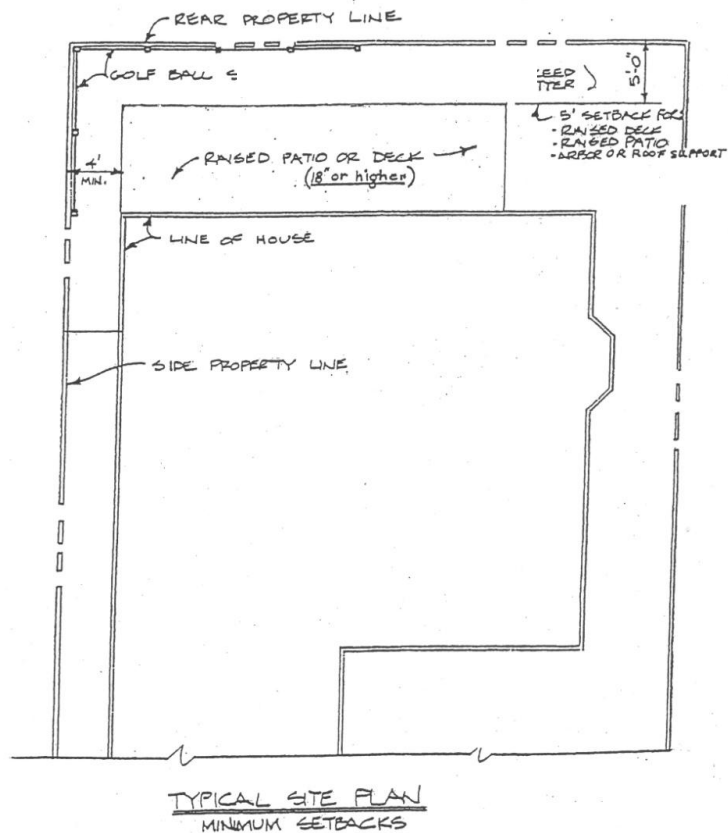 REAR PROPERTY LINE
GOLF BALL S
EED
TTER
5'-0"
5' SETBACK FOR
- RAISED DECK
- RAISED PATIO
- ARBOR OR ROOF SUPPORT
4'
MIN.
RAISED PATIO OR DECK
(18" or higher)
LINE OF HOUSE
SIDE PROPERTY LINE
TYPICAL SITE PLAN
MINIMUM SETBACKS